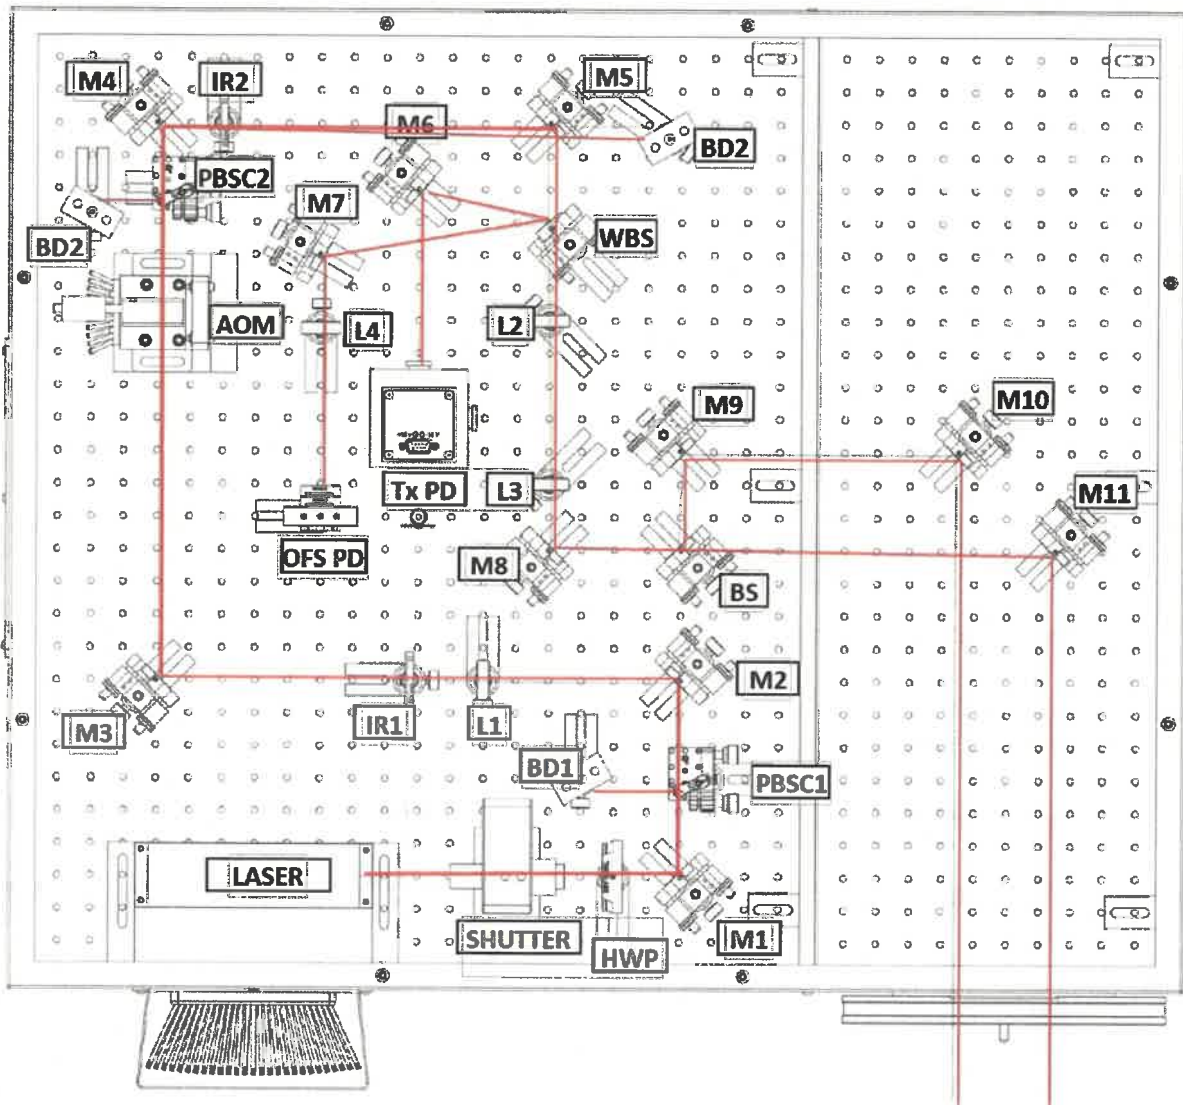 M4
IR2
M5
M6
BD2
PBSC2
M7
BD2
WBS
AOM
L4
L2
M9
M10
Tx PD
L3
M11
OFS PD
M8
BS
M2
M3
IR1
L1
BD1
PBSC1
LASER
SHUTTER
HWP
M1